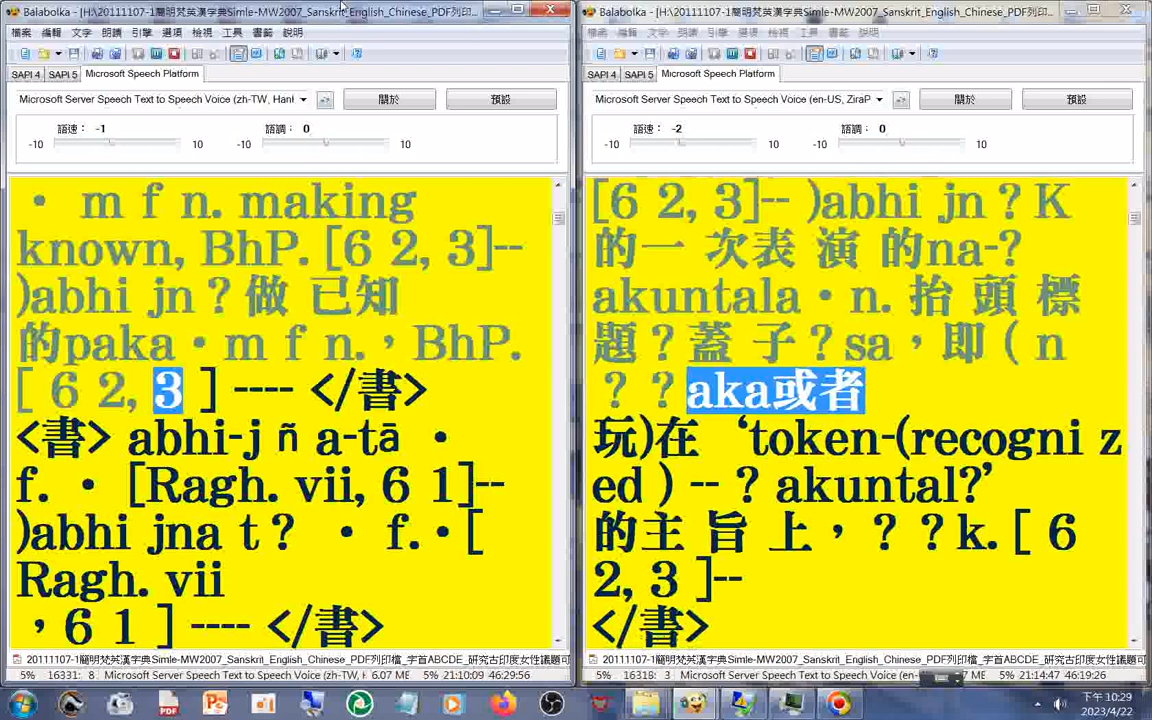 Balabolka - [H:\20111107-1簡明梵英漢字典Simle-MW2007_Sanskrit_English_Chinese_PDF列印...
檔案 編輯 文字 朗讀 引擎 選項 檢視 工具 書籤 說明
SAPI 4 SAPI 5 Microsoft Speech Platform
Microsoft Server Speech Text to Speech Voice (zh-TW, Hanl
關於 預設
語速： -1 語調： 0
-10 10 -10 10
• m f n. making
known, BhP. [6 2, 3]--
)abhi jn？做 已知
的paka•m f n.，BhP.
[ 6 2, 3 ] ---- </書>
<書> abhi-j ñ a-tā •
f. • [Ragh. vii, 6 1]--
)abhi jna t？ • f.•[
Ragh. vii
，6 1 ] ---- </書>
20111107-1簡明梵英漢字典Simle-MW2007_Sanskrit_English_Chinese_PDF列印檔_字首ABCDE_研究古印度女性議題可
5% 16331: 8 Microsoft Server Speech Text to Speech Voice (zh-TW, 6.07 ME 5% 21:10:09 46:29:56
Balabolka - [H:\20111107-1簡明梵英漢字典Simle-MW2007_Sanskrit_English_Chinese_PDF列印...
檔案 編輯 文字 朗讀 引擎 選項 檢視 工具 書籤 說明
SAPI 4 SAPI 5 Microsoft Speech Platform
Microsoft Server Speech Text to Speech Voice (en-US, ZiraP
關於 預設
語速： -2 語調： 0
-10 10 -10 10
[6 2, 3]-- )abhi jn？K
的一 次表 演 的na-?
akuntala•n. 抬 頭 標
題？蓋 子？sa，即（ n
？ ？aka或者
玩)在‘token-(recogni z
ed ) -- ? akuntal?’
的主 旨 上，？？k. [ 6
2, 3 ]--
</書>
20111107-1簡明梵英漢字典Simle-MW2007_Sanskrit_English_Chinese_PDF列印檔_字首ABCDE_研究古印度女性議題可
5% 16318: 3 Microsoft Server Speech Text to Speech Voice 5% 21:14:47 46:19:26
下午 10:29
2023/4/22